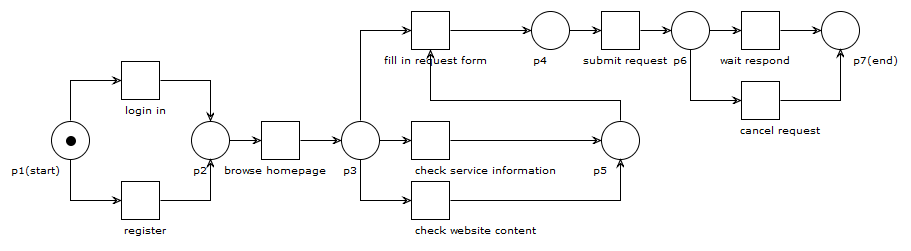 fill in request form
p4
submit request
p6
wait respond
p7(end)
login in
cancel request
p1(start)
p2
browse homepage
p3
check service information
p5
register
check website content